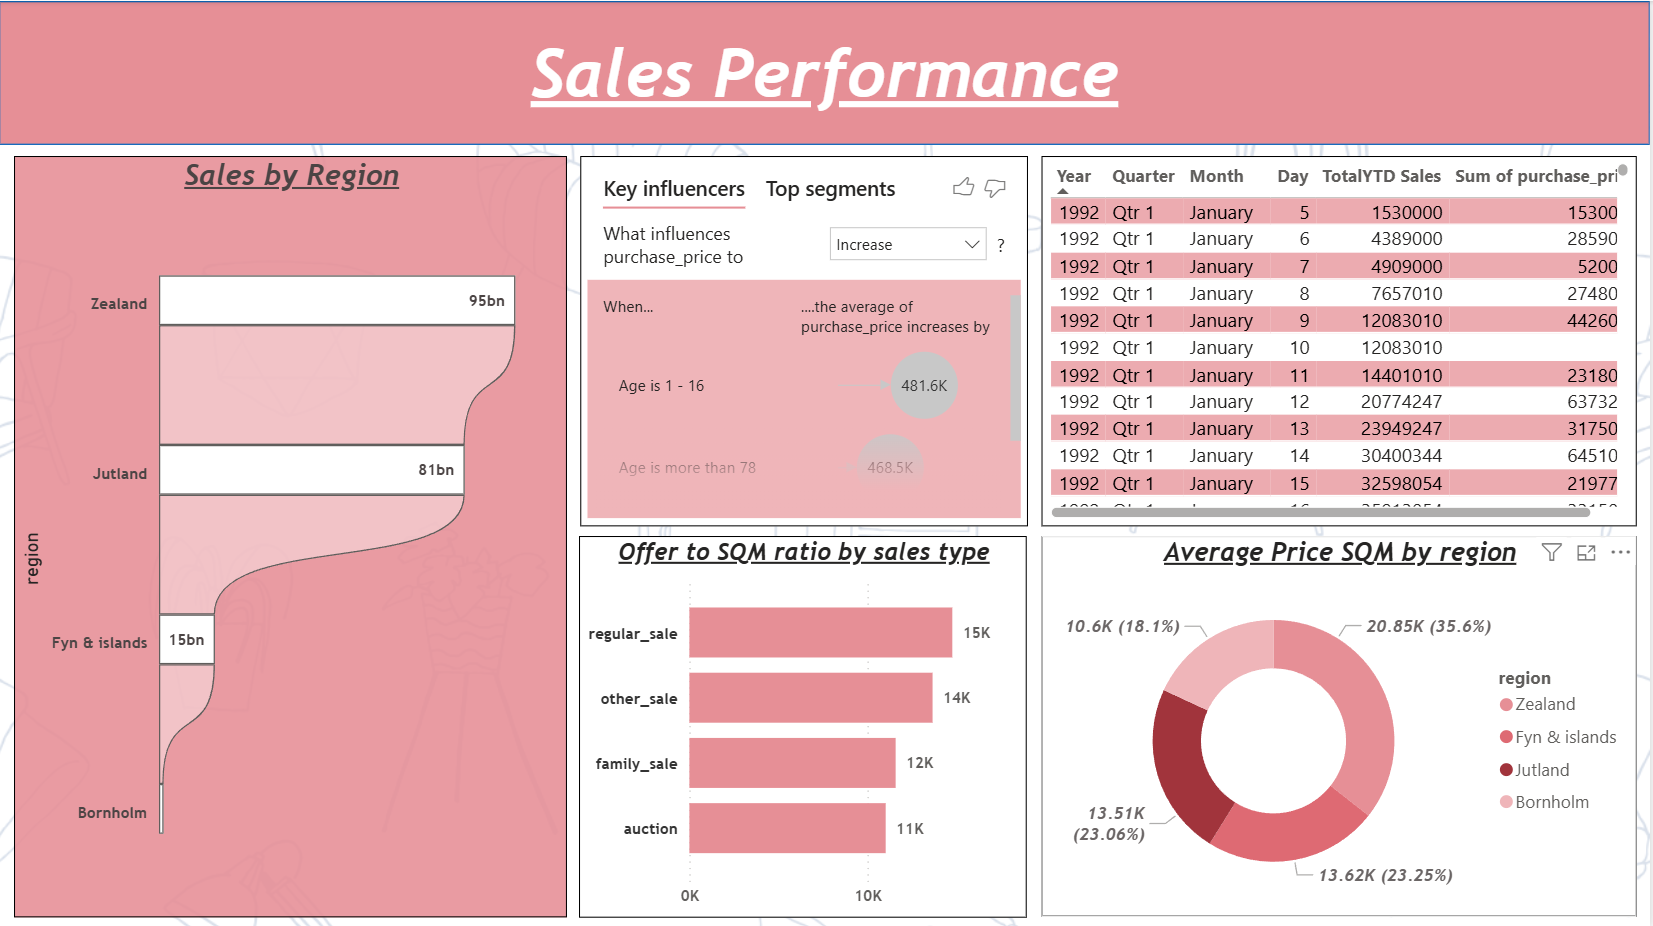 Sales Performance
Sales by Region
region
Zealand
95bn
Jutland
81bn
Fyn & islands
15bn
Bornholm
Key influencers Top segments
What influences
purchase_price to
Increase
?
When...
....the average of
purchase_price increases by
Age is 1 - 16
481.6K
Age is more than 78
468.5K
Year Quarter Month Day TotalYTD Sales Sum of purchase_pri
1992 Qtr 1 January 5 1530000 15300
1992 Qtr 1 January 6 4389000 28590
1992 Qtr 1 January 7 4909000 5200
1992 Qtr 1 January 8 7657010 27480
1992 Qtr 1 January 9 12083010 44260
1992 Qtr 1 January 10 12083010
1992 Qtr 1 January 11 14401010 23180
1992 Qtr 1 January 12 20774247 63732
1992 Qtr 1 January 13 23949247 31750
1992 Qtr 1 January 14 30400344 64510
1992 Qtr 1 January 15 32598054 21977
Offer to SQM ratio by sales type
regular_sale 15K
other_sale 14K
family_sale 12K
auction 11K
0K 10K
Average Price SQM by region
10.6K (18.1%)
20.85K (35.6%)
13.51K
(23.06%)
13.62K (23.25%)
region
Zealand
Fyn & islands
Jutland
Bornholm